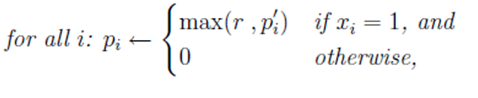 for all i: pᵢ ← { max(r ,p′ᵢ) if xᵢ = 1, and
0 otherwise,